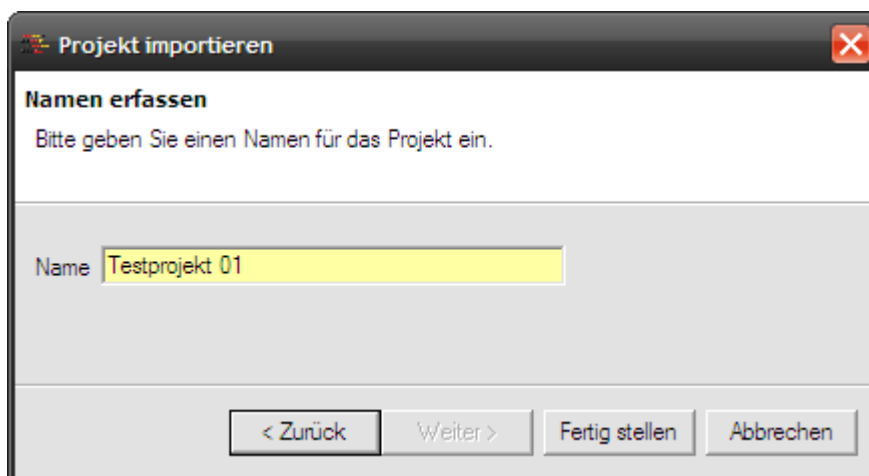 Projekt importieren
Namen erfassen
Bitte geben Sie einen Namen für das Projekt ein.
Name Testprojekt 01
< Zurück Weiter > Fertig stellen Abbrechen